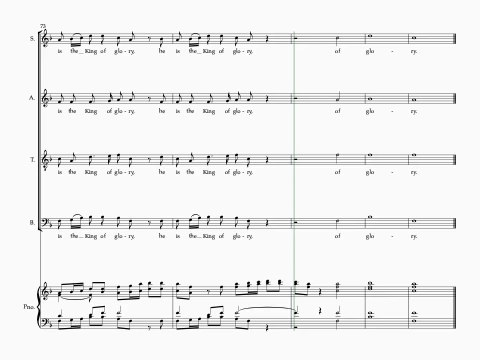 73
S.
is the King of glo - ry, he is the King of glo - ry, of glo - ry.
A.
is the King of glo - ry, he is the King of glo - ry, of glo - ry.
T.
is the King of glo - ry, he is the King of glo - ry, of glo - ry.
B.
is the King of glo - ry, he is the King of glo - ry, of glo - ry.
Pno.